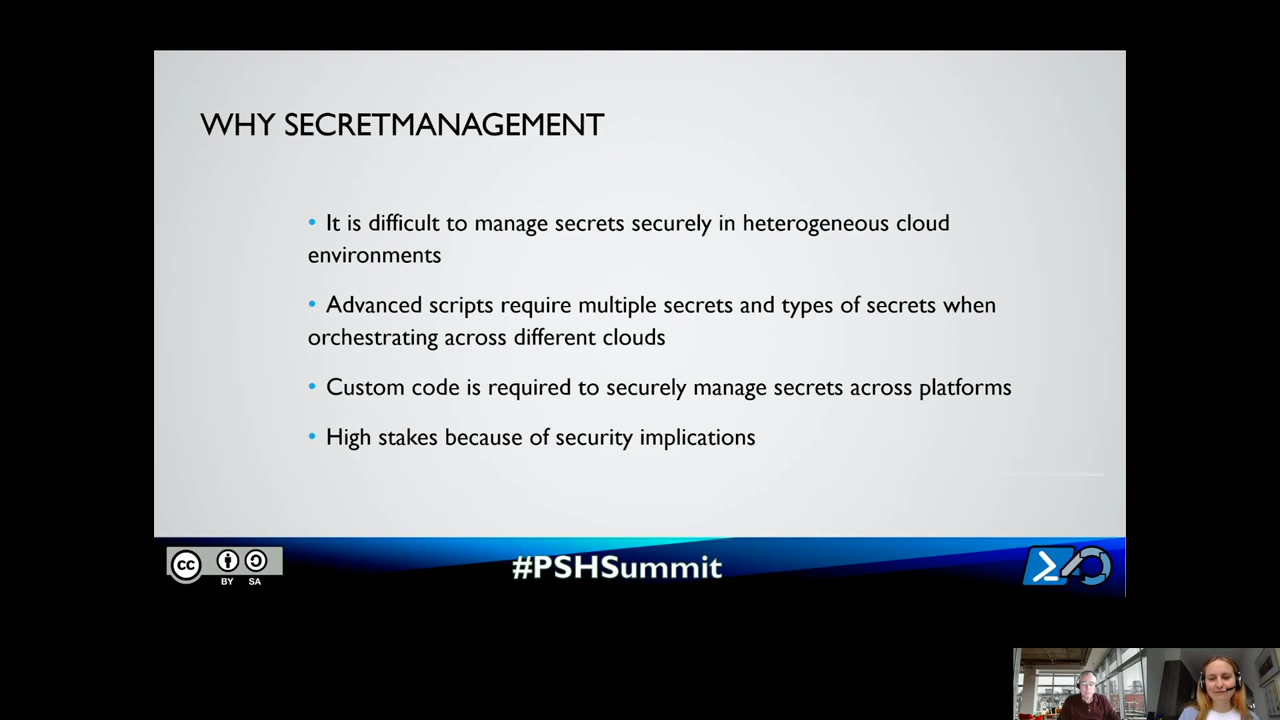 WHY SECRETMANAGEMENT
• It is difficult to manage secrets securely in heterogeneous cloud
environments
• Advanced scripts require multiple secrets and types of secrets when
orchestrating across different clouds
• Custom code is required to securely manage secrets across platforms
• High stakes because of security implications
cc
BY SA
#PSHSummit